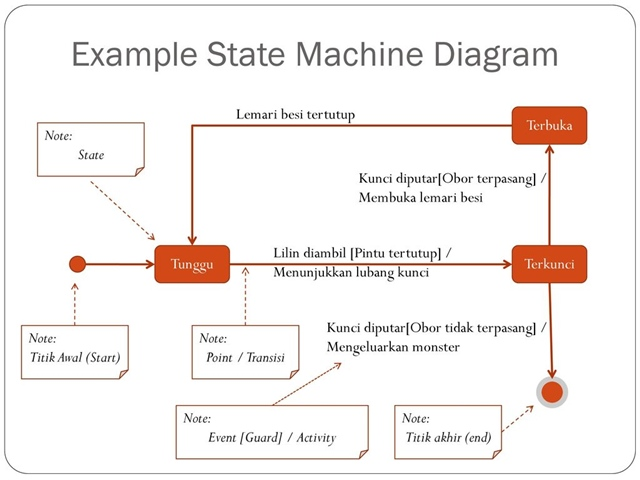 Example State Machine Diagram
Lemari besi tertutup
Terbuka
Note:
State
Kunci diputar[Obor terpasang] /
Membuka lemari besi
Tunggu
Lilin diambil [Pintu tertutup] /
Menunjukkan lubang kunci
Terkunci
Note:
Titik Awal (Start)
Note:
Point / Transisi
Kunci diputar[Obor tidak terpasang] /
Mengeluarkan monster
Note:
Event [Guard] / Activity
Note:
Titik akhir (end)